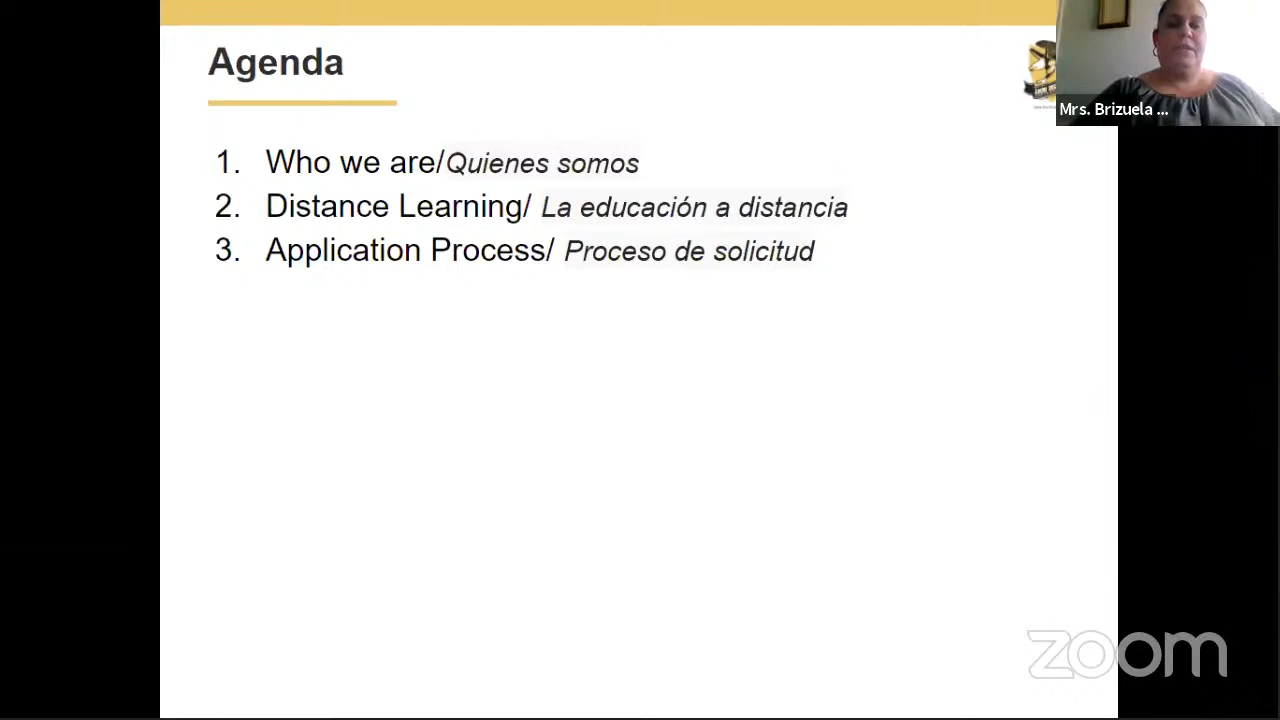 Agenda
Mrs. Brizuela ...
1. Who we are/Quienes somos
2. Distance Learning/ La educación a distancia
3. Application Process/ Proceso de solicitud
zoom